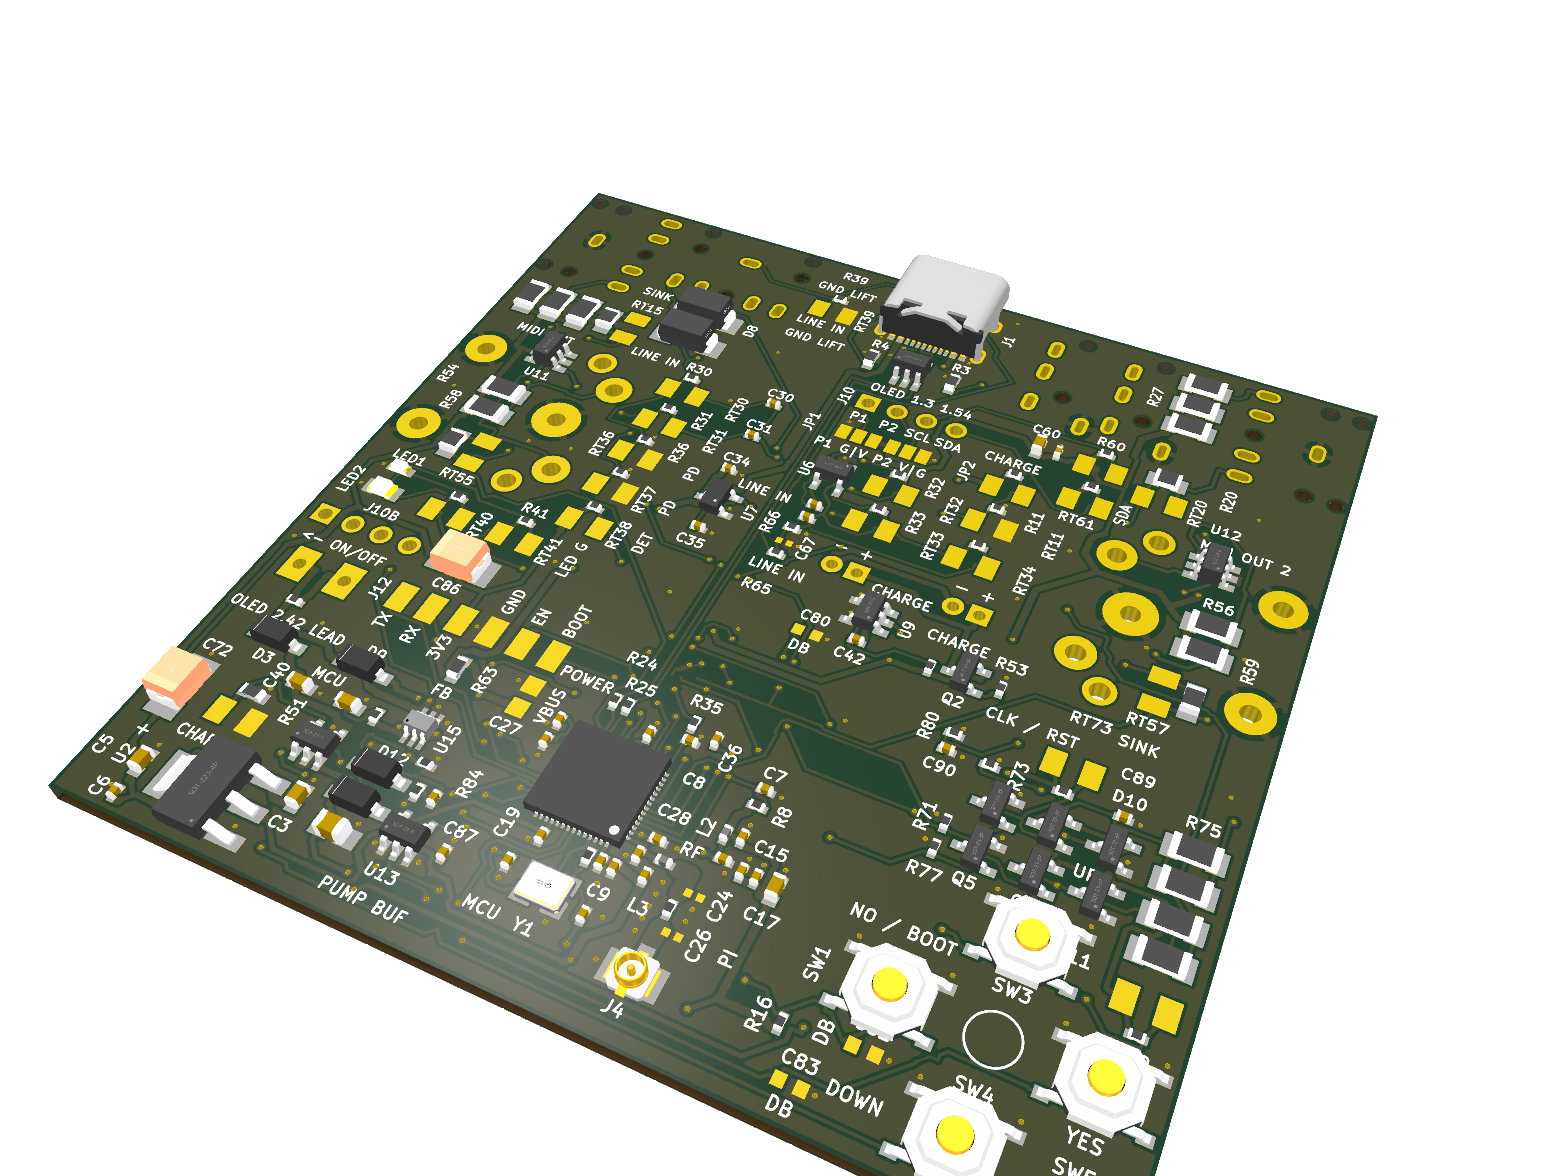 R39
GND LIFT
SINK
RT15
LINE IN
RT39
GND LIFT
D8
J1
MIDI
U11
LINE IN
R30
R4
R3
R54
R58
R27
OLED 1.3 1.54
J10
C30
RT30
R31
RT31
C31
JP1
P1
P2 SCL SDA
P1 G|V P2 V|G
C60
R60
RT36
R36
C34
PD
LED1
LED2
RT55
U6
CHARGE
JP2
R32
RT37
PD
LINE IN
U7
R20
RT20
SDA
RT61
R11
RT32
R33
J10B
R41
RT40
RT38
DET
C35
R66
C67
U12
OUT 2
RT11
RT33
<- ON/OFF
RT41
LED G
C86
- +
LINE IN
R65
RT34
J12
GND
EN
BOOT
TX
RX
3V3
CHARGE
- +
R56
OLED 2.42 LEAD
U9
C80
DB
C42
CHARGE
D3
C72
R24
R25
POWER
R53
R59
MCU
FB
R63
C40
VBUS
C27
R35
Q2
CLK / RST
RT73
RT57
SINK
R51
U15
R80
C90
C36
C5
U2
+
C6
R73
C89
D10
C7
C8
R84
R8
C3
C87
C19
C28
L2
RF
C15
R71
R77
Q5
R75
U13
PUMP BUF
C9
L3
C24
C17
MCU
Y1
C26
PI
NO / BOOT
SW1
SW3
J4
R16
DB
C83
DOWN
SW4
DB
YES
SW5